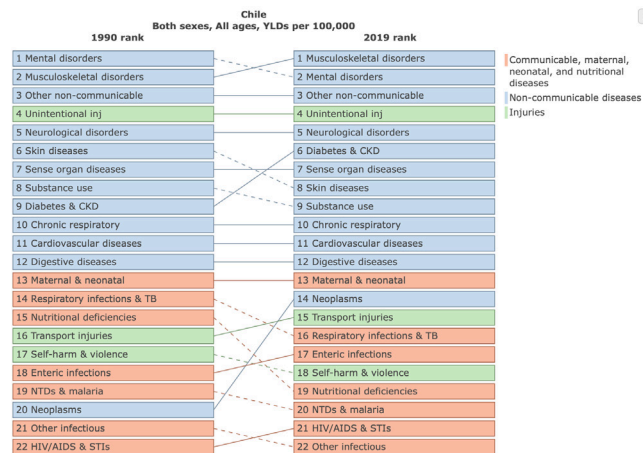 Chile
Both sexes, All ages, YLDs per 100,000
1990 rank
2019 rank
1 Mental disorders
2 Musculoskeletal disorders
3 Other non-communicable
4 Unintentional inj
5 Neurological disorders
6 Skin diseases
7 Sense organ diseases
8 Substance use
9 Diabetes & CKD
10 Chronic respiratory
11 Cardiovascular diseases
12 Digestive diseases
13 Maternal & neonatal
14 Respiratory infections & TB
15 Nutritional deficiencies
16 Transport injuries
17 Self-harm & violence
18 Enteric infections
19 NTDs & malaria
20 Neoplasms
21 Other infectious
22 HIV/AIDS & STIs
1 Musculoskeletal disorders
2 Mental disorders
3 Other non-communicable
4 Unintentional inj
5 Neurological disorders
6 Diabetes & CKD
7 Sense organ diseases
8 Skin diseases
9 Substance use
10 Chronic respiratory
11 Cardiovascular diseases
12 Digestive diseases
13 Maternal & neonatal
14 Neoplasms
15 Transport injuries
16 Respiratory infections & TB
17 Enteric infections
18 Self-harm & violence
19 Nutritional deficiencies
20 NTDs & malaria
21 HIV/AIDS & STIs
22 Other infectious
Communicable, maternal,
neonatal, and nutritional
diseases
Non-communicable diseases
Injuries